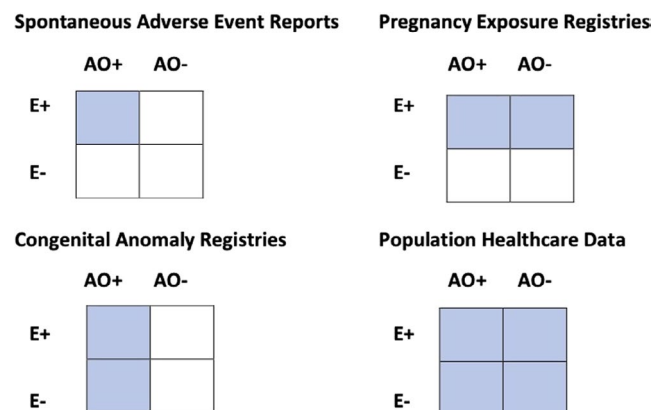 Spontaneous Adverse Event Reports
AO+ AO-
E+
E-
Pregnancy Exposure Registries
AO+ AO-
E+
E-
Congenital Anomaly Registries
AO+ AO-
E+
E-
Population Healthcare Data
AO+ AO-
E+
E-